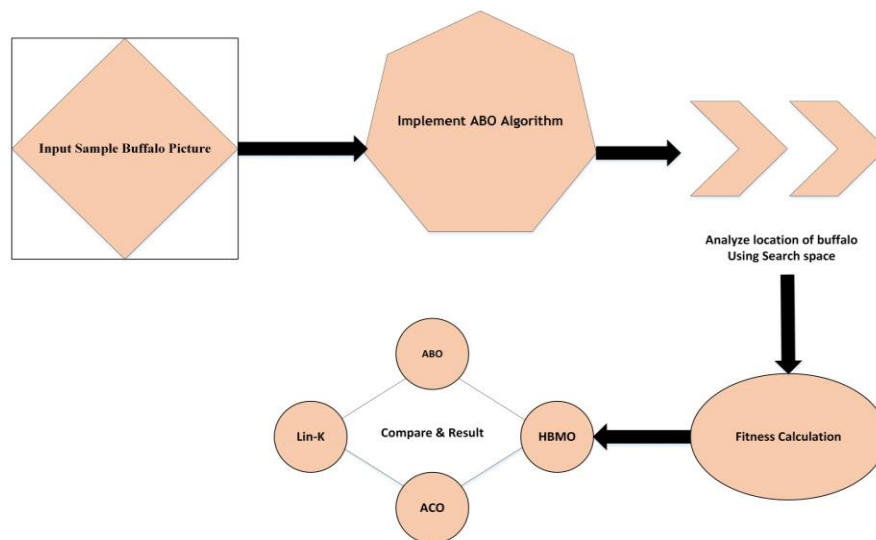 Input Sample Buffalo Picture
Implement ABO Algorithm
Analyze location of buffalo
Using Search space
Fitness Calculation
ABO
Lin-K
Compare & Result
HBMO
ACO